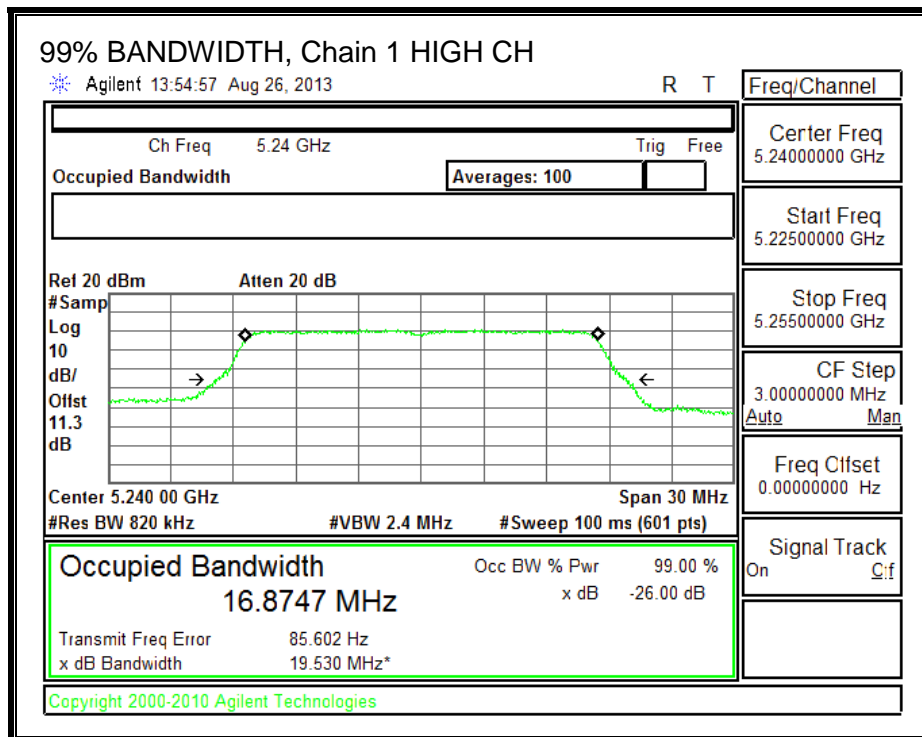 99% BANDWIDTH, Chain 1 HIGH CH
Agilent 13:54:57 Aug 26, 2013 R T
Freq/Channel
Ch Freq 5.24 GHz Trig Free
Occupied Bandwidth Averages: 100
Center Freq
5.24000000 GHz
Start Freq
5.22500000 GHz
Stop Freq
5.25500000 GHz
CF Step
3.00000000 MHz
Auto Man
Freq Offset
0.00000000 Hz
Signal Track
On Off
Ref 20 dBm Atten 20 dB
#Samp
Log
10
dB/
Offst
11.3
dB
Center 5.240 00 GHz Span 30 MHz
#Res BW 820 kHz #VBW 2.4 MHz #Sweep 100 ms (601 pts)
Occupied Bandwidth Occ BW % Pwr 99.00 %
16.8747 MHz x dB -26.00 dB
Transmit Freq Error 85.602 Hz
x dB Bandwidth 19.530 MHz*
Copyright 2000-2010 Agilent Technologies